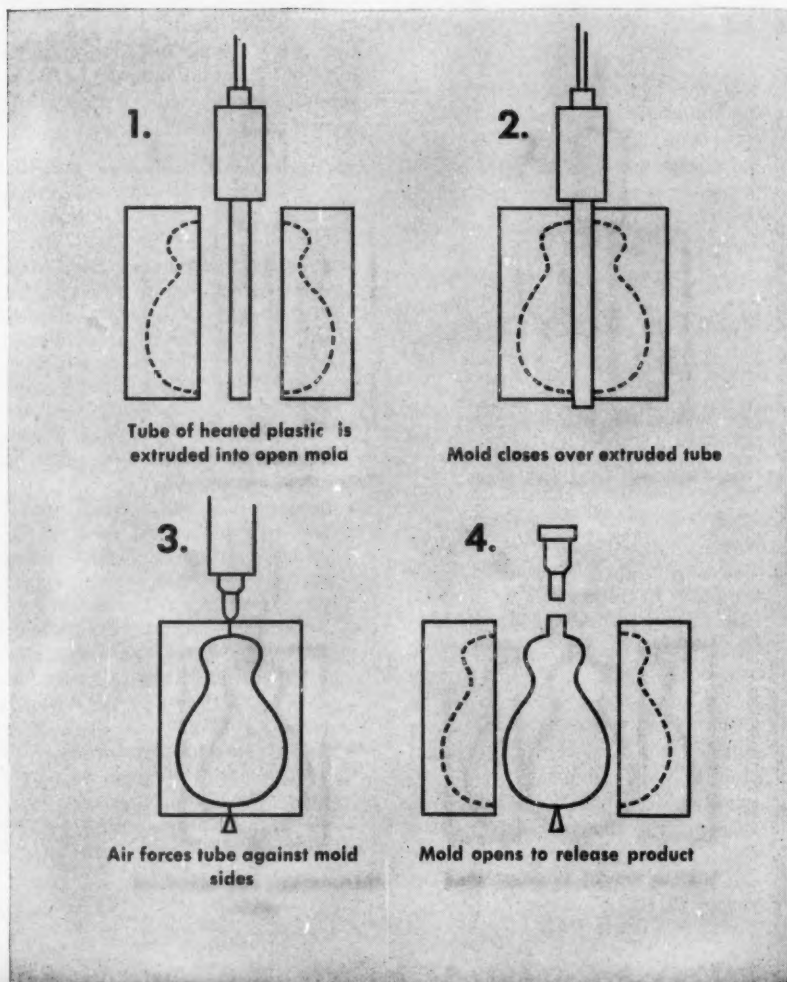 1.
Tube of heated plastic is
extruded into open mold
2.
Mold closes over extruded tube
3.
Air forces tube against mold
sides
4.
Mold opens to release product